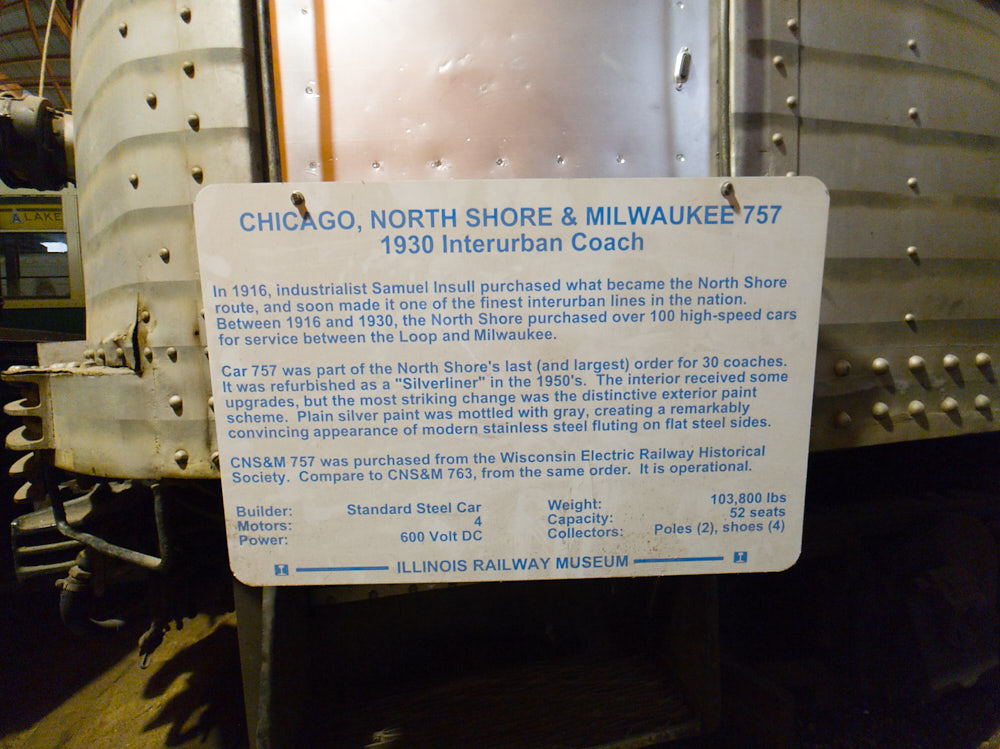 A LAKE
CHICAGO, NORTH SHORE & MILWAUKEE 757
1930 Interurban Coach
In 1916, industrialist Samuel Insull purchased what became the North Shore
route, and soon made it one of the finest interurban lines in the nation.
Between 1916 and 1930, the North Shore purchased over 100 high-speed cars
for service between the Loop and Milwaukee.
Car 757 was part of the North Shore's last (and largest) order for 30 coaches.
It was refurbished as a "Silverliner" in the 1950's. The interior received some
upgrades, but the most striking change was the distinctive exterior paint
scheme. Plain silver paint was mottled with gray, creating a remarkably
convincing appearance of modern stainless steel fluting on flat steel sides.
CNS&M 757 was purchased from the Wisconsin Electric Railway Historical
Society. Compare to CNS&M 763, from the same order. It is operational.
Builder: Standard Steel Car
Motors: 4
Power: 600 Volt DC
Weight: 103,800 lbs
Capacity: 52 seats
Collectors: Poles (2), shoes (4)
I ILLINOIS RAILWAY MUSEUM I